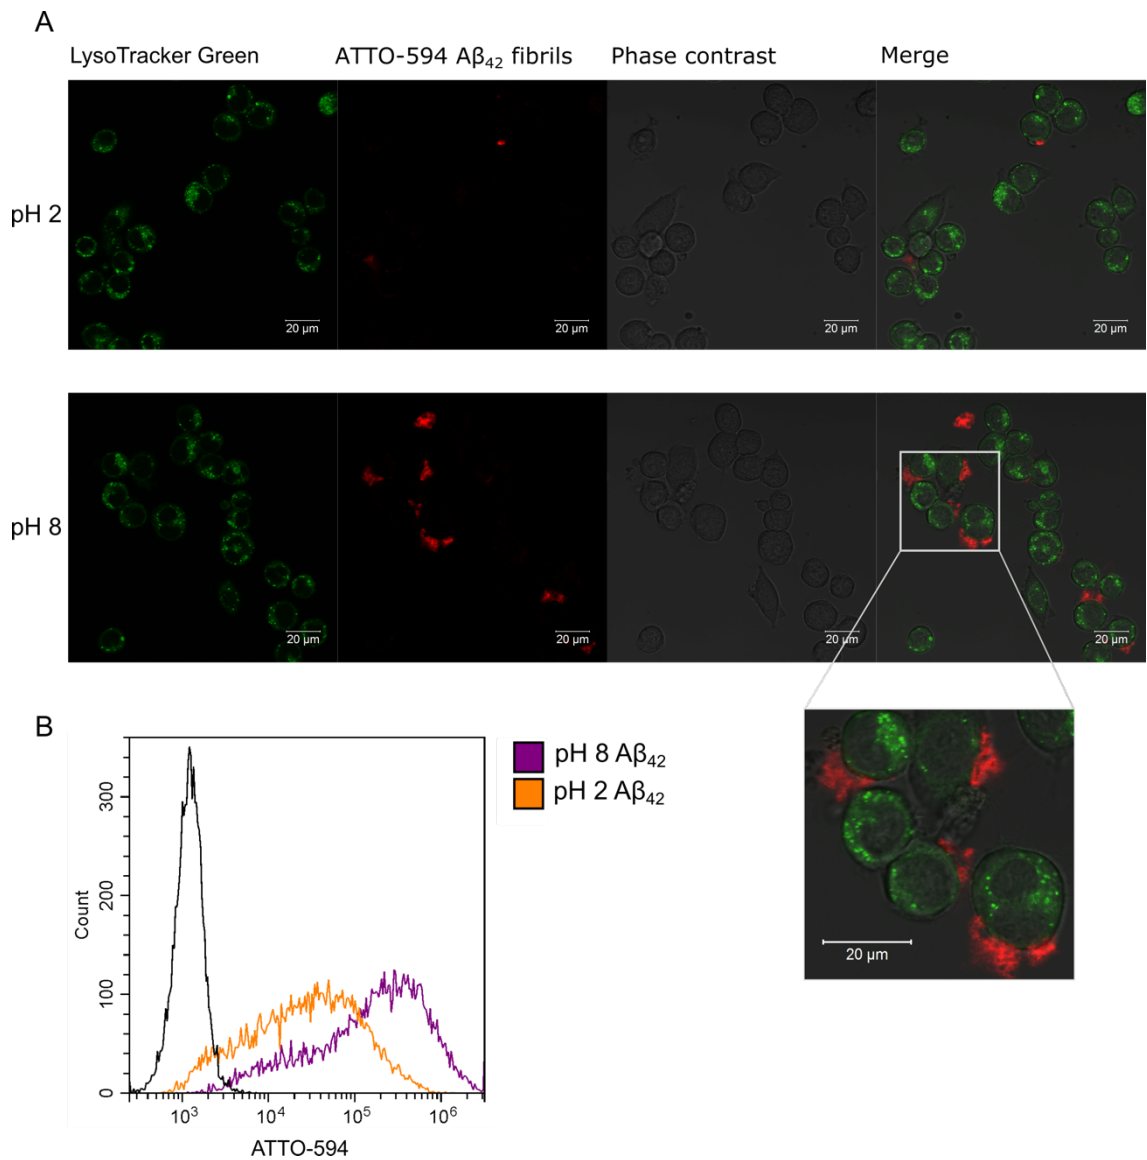 A
LysoTracker Green ATTO-594 Aβ₄₂ fibrils Phase contrast Merge
pH 2
20 µm 20 µm 20 µm 20 µm
pH 8
20 µm 20 µm 20 µm 20 µm
20 µm
B
pH 8 Aβ₄₂
pH 2 Aβ₄₂
300
200
100
0
Count
10³ 10⁴ 10⁵ 10⁶
ATTO-594